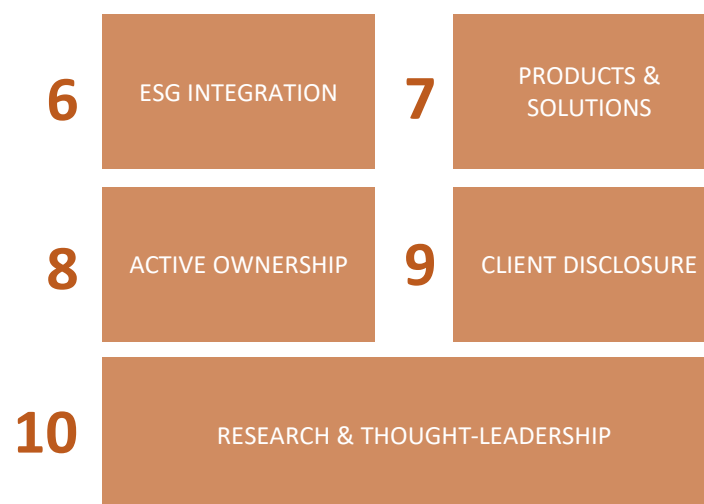 6
ESG INTEGRATION
7
PRODUCTS &
SOLUTIONS
8
ACTIVE OWNERSHIP
9
CLIENT DISCLOSURE
10
RESEARCH & THOUGHT-LEADERSHIP